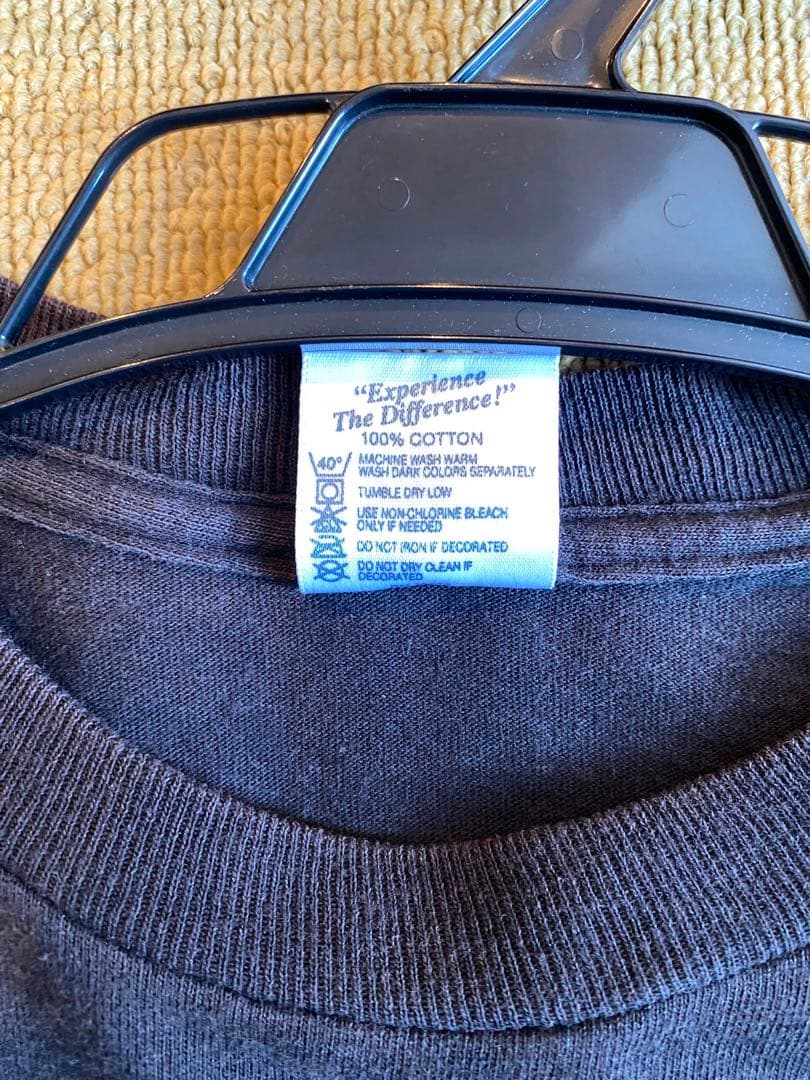 "Experience
The Difference!"
100% COTTON
40°
MACHINE WASH WARM
WASH DARK COLORS SEPARATELY
TUMBLE DRY LOW
USE NON-CHLORINE BLEACH
ONLY IF NEEDED
DO NOT IRON IF DECORATED
DO NOT DRY CLEAN IF
DECORATED